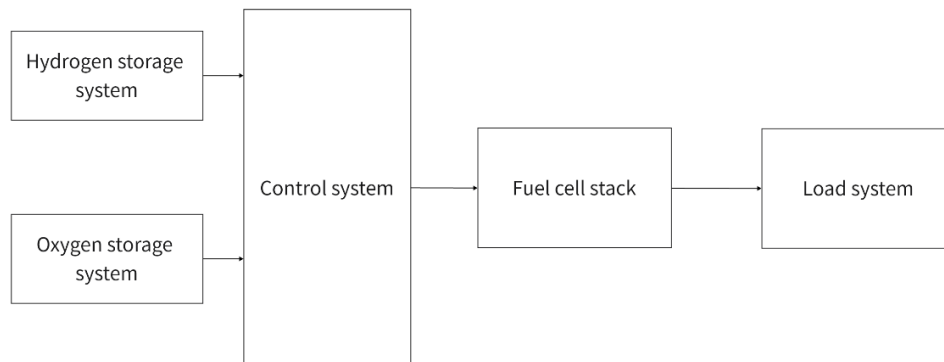 Hydrogen storage
system
Oxygen storage
system
Control system
Fuel cell stack
Load system